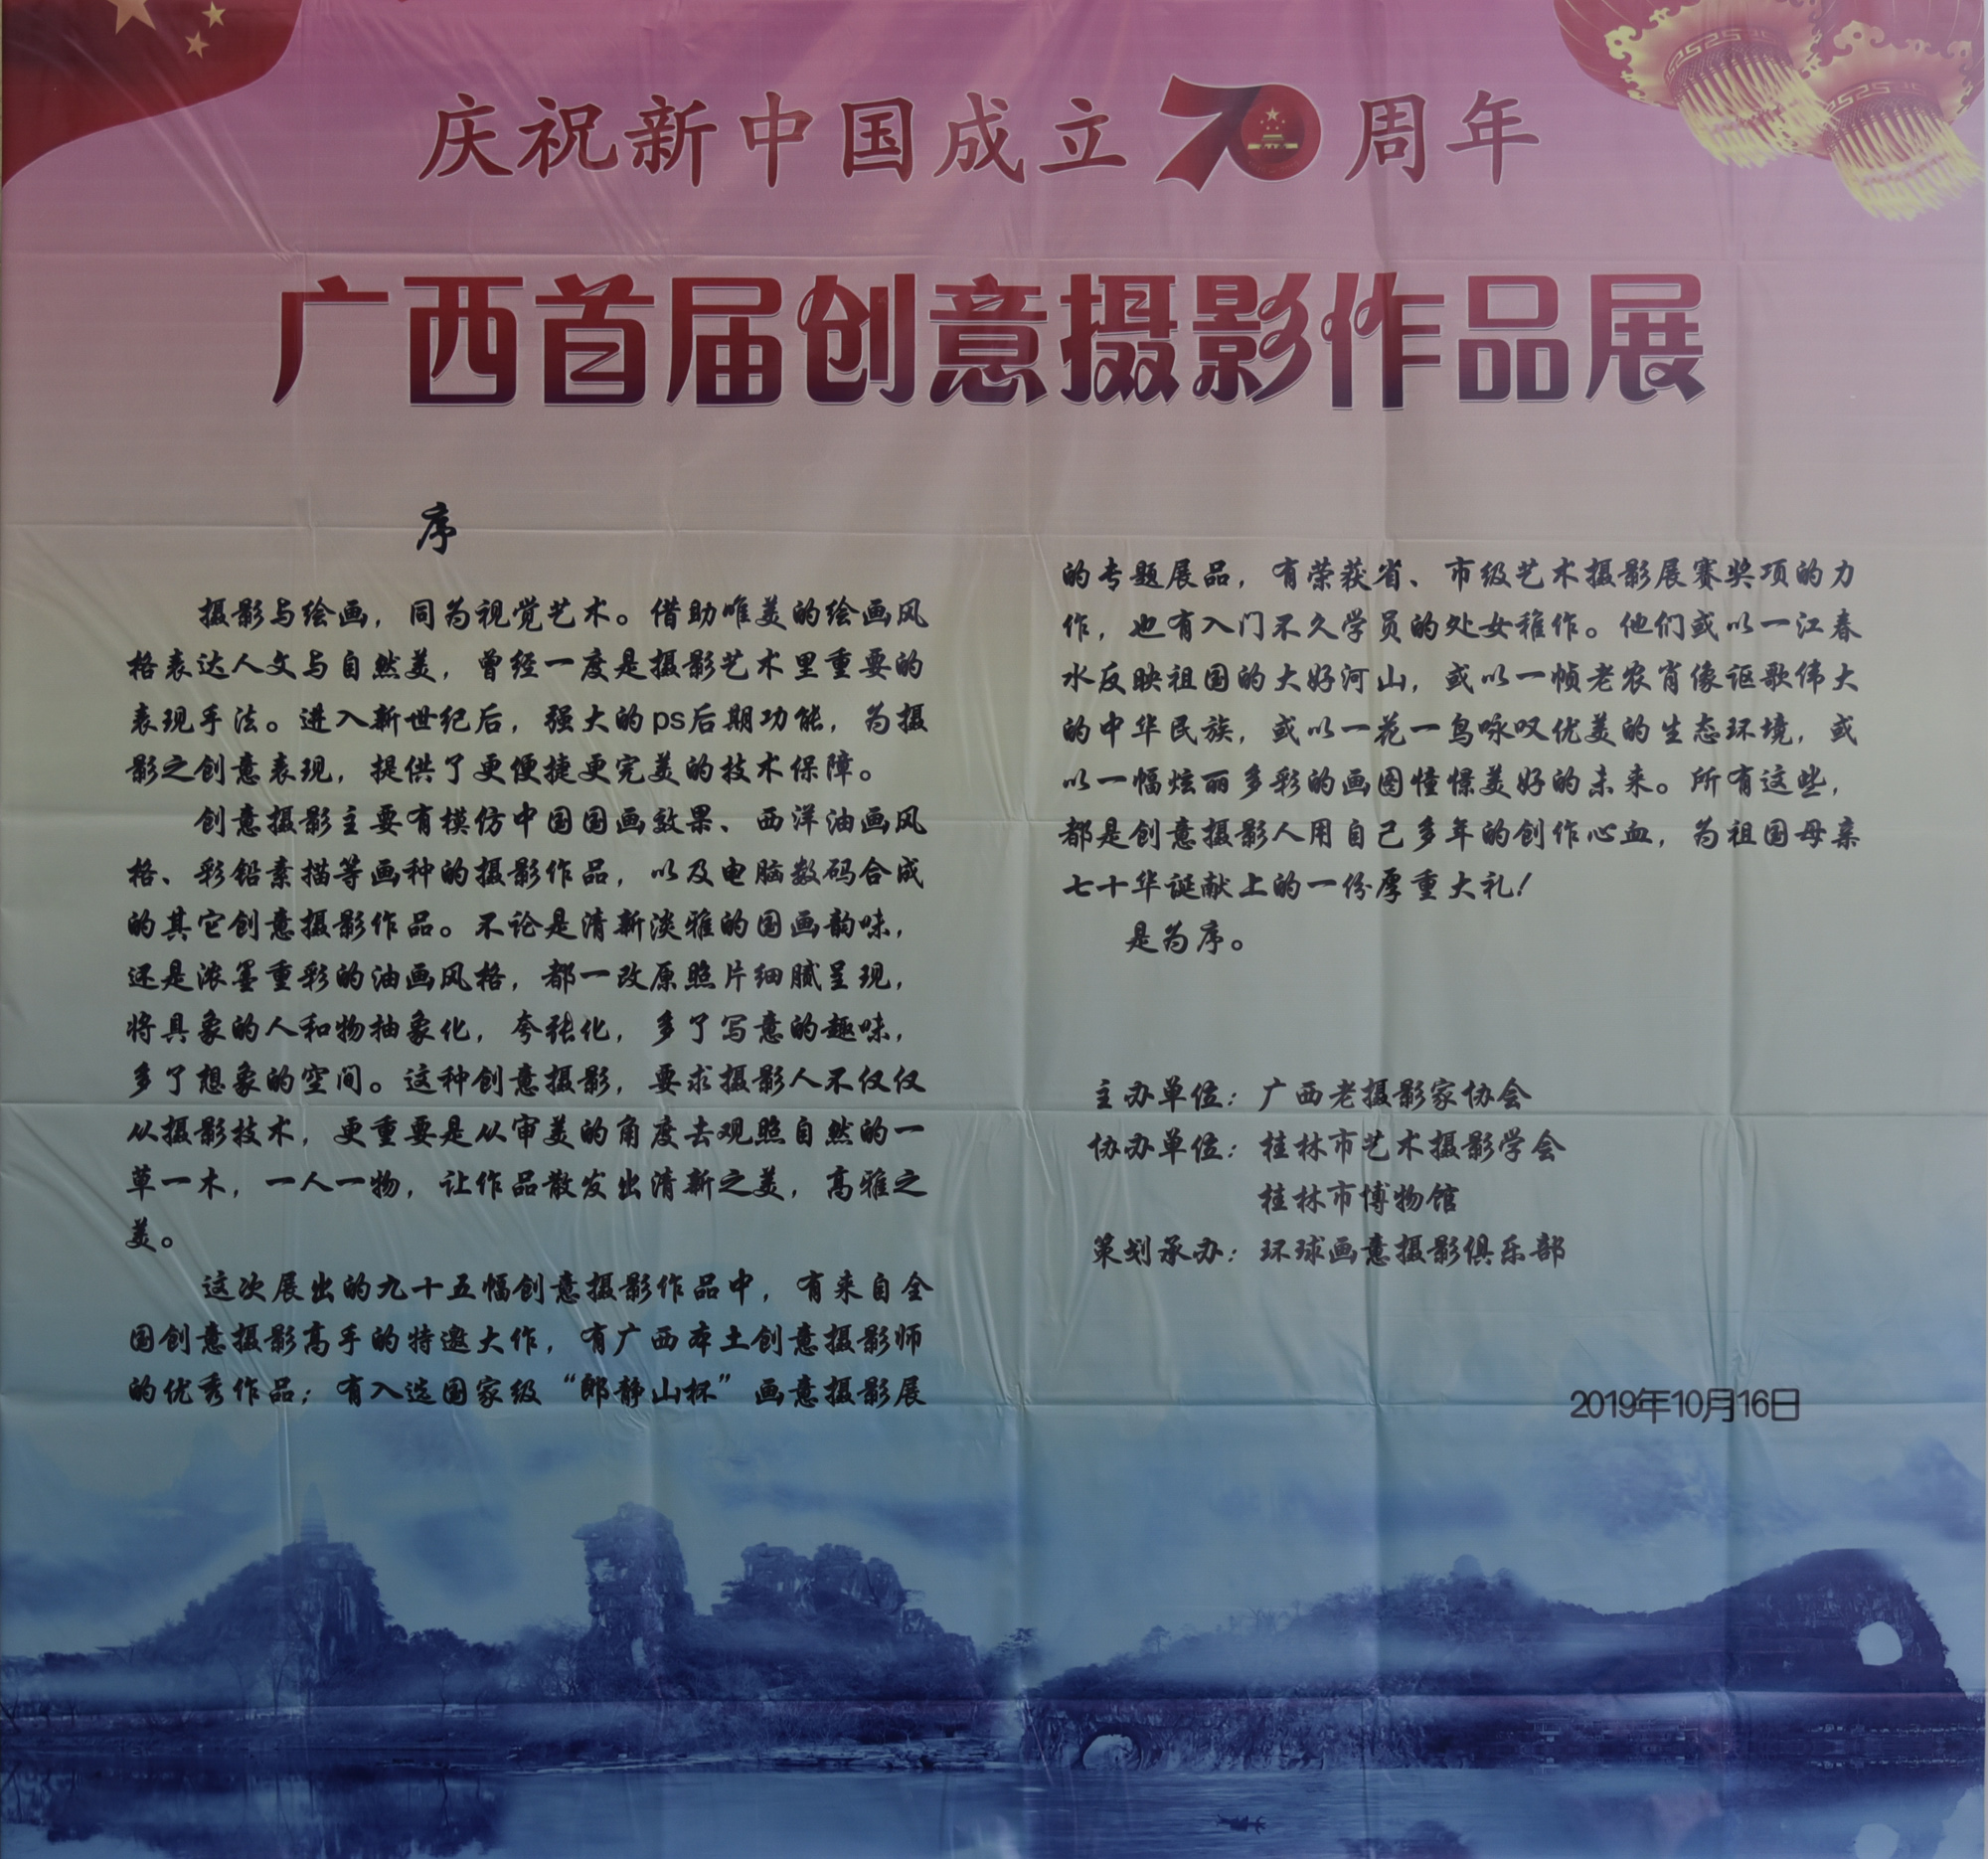 庆祝新中国成立70周年
广西首届创意摄影作品展
序
摄影与绘画，同为视觉艺术。借助唯美的绘画风
格表达人文与自然美，曾经一度是摄影艺术里重要的
表现手法。进入新世纪后，强大的ps后期功能，为摄
影之创意表现，提供了更便捷更完美的技术保障。
创意摄影主要有模仿中国国画效果、西洋油画风
格、彩铅素描等画种的摄影作品，以及电脑数码合成
的其它创意摄影作品。不论是清新淡雅的国画韵味，
还是浓墨重彩的油画风格，都一改原照片细腻呈现，
将具象的人和物抽象化，夸张化，多了写意的趣味，
多了想象的空间。这种创意摄影，要求摄影人不仅仅
从摄影技术，更重要是从审美的角度去观照自然的一
草一木，一人一物，让作品散发出清新之美，高雅之
美。
这次展出的九十五幅创意摄影作品中，有来自全
国创意摄影高手的特邀大作，有广西本土创意摄影师
的优秀作品；有入选国家级“郎静山杯”画意摄影展
的专题展品，有荣获省、市级艺术摄影展赛奖项的力
作，也有入门不久学员的处女稚作。他们或以一江春
水反映祖国的大好河山，或以一帧老农肖像讴歌伟大
的中华民族，或以一花一鸟咏叹优美的生态环境，或
以一幅炫丽多彩的画图憧憬美好的未来。所有这些，
都是创意摄影人用自己多年的创作心血，为祖国母亲
七十华诞献上的一份厚重大礼！
是为序。
主办单位：广西老摄影家协会
协办单位：桂林市艺术摄影学会
桂林市博物馆
策划承办：环球画意摄影俱乐部
2019年10月16日